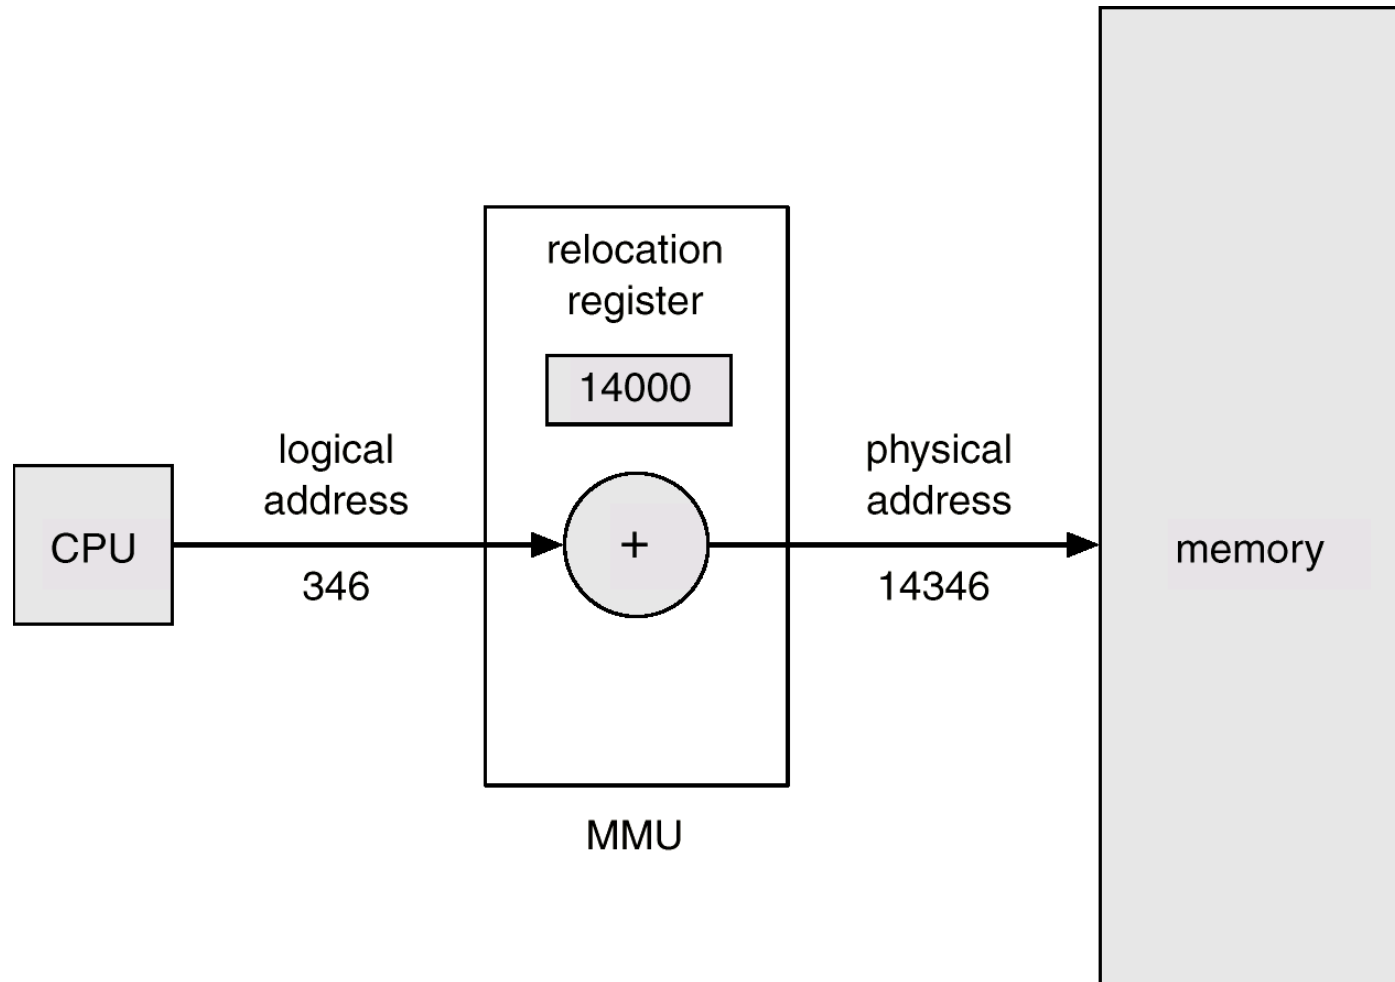 relocation
register
14000
logical
address
physical
address
CPU
+
memory
346
14346
MMU